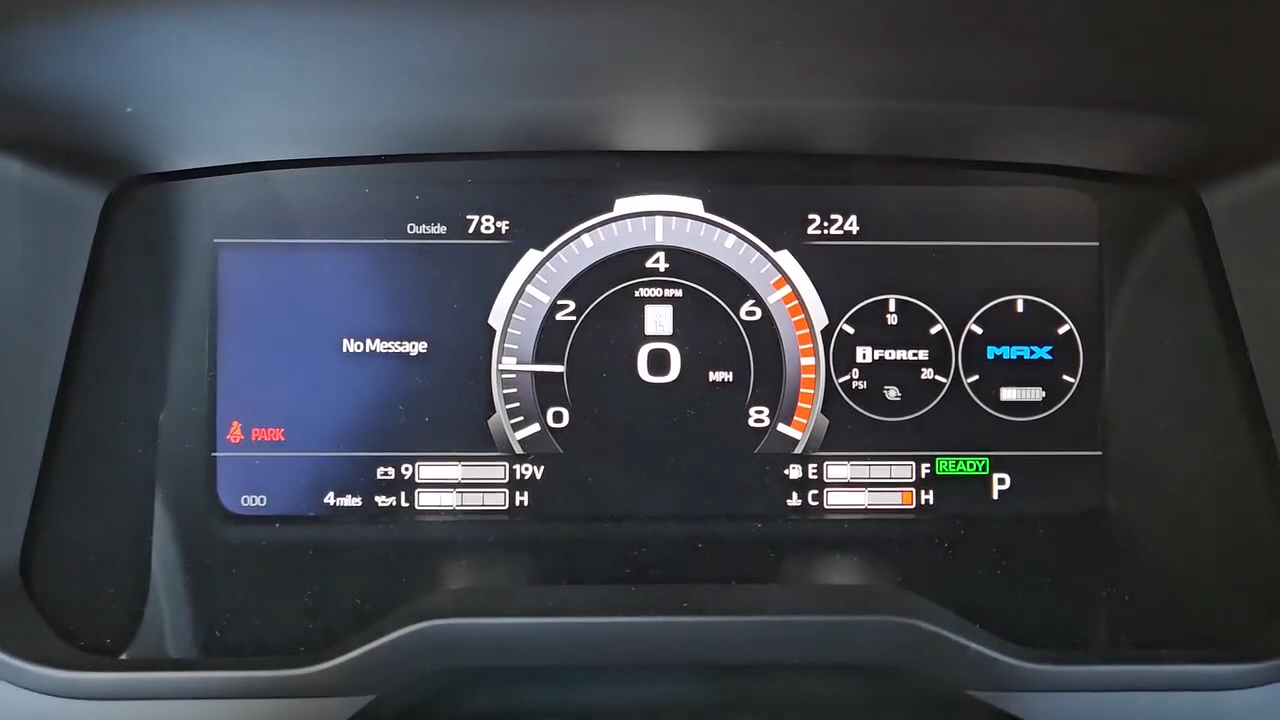 Outside 78°F
2:24
4
x1000 RPM
2
6
15
0
MPH
0
8
No Message
10
iFORCE
0
20
PSI
MAX
PARK
9
19V
E
F
READY
P
ODO
4 miles
L
H
C
H